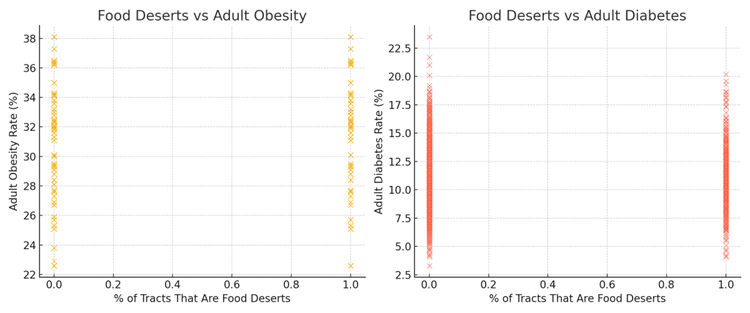 Food Deserts vs Adult Obesity
38
36
34
32
30
28
26
24
22
Adult Obesity Rate (%)
0.0 0.2 0.4 0.6 0.8 1.0
% of Tracts That Are Food Deserts
Food Deserts vs Adult Diabetes
22.5
20.0
17.5
15.0
12.5
10.0
7.5
5.0
2.5
Adult Diabetes Rate (%)
0.0 0.2 0.4 0.6 0.8 1.0
% of Tracts That Are Food Deserts